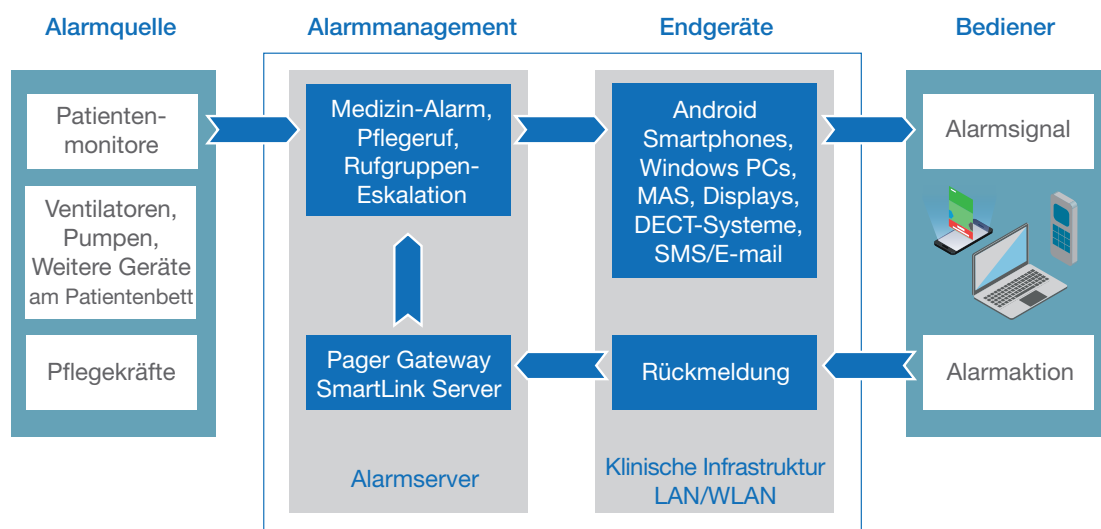 Alarmquelle
Alarmmanagement
Endgeräte
Bediener
Patienten-
monitore
Ventilatoren,
Pumpen,
Weitere Geräte
am Patientenbett
Pflegekräfte
Medizin-Alarm,
Pflegeruf,
Rufgruppen-
Eskalation
Pager Gateway
SmartLink Server
Alarmserver
Android
Smartphones,
Windows PCs,
MAS, Displays,
DECT-Systeme,
SMS/E-mail
Rückmeldung
Klinische Infrastruktur
LAN/WLAN
Alarmsignal
Alarmaktion